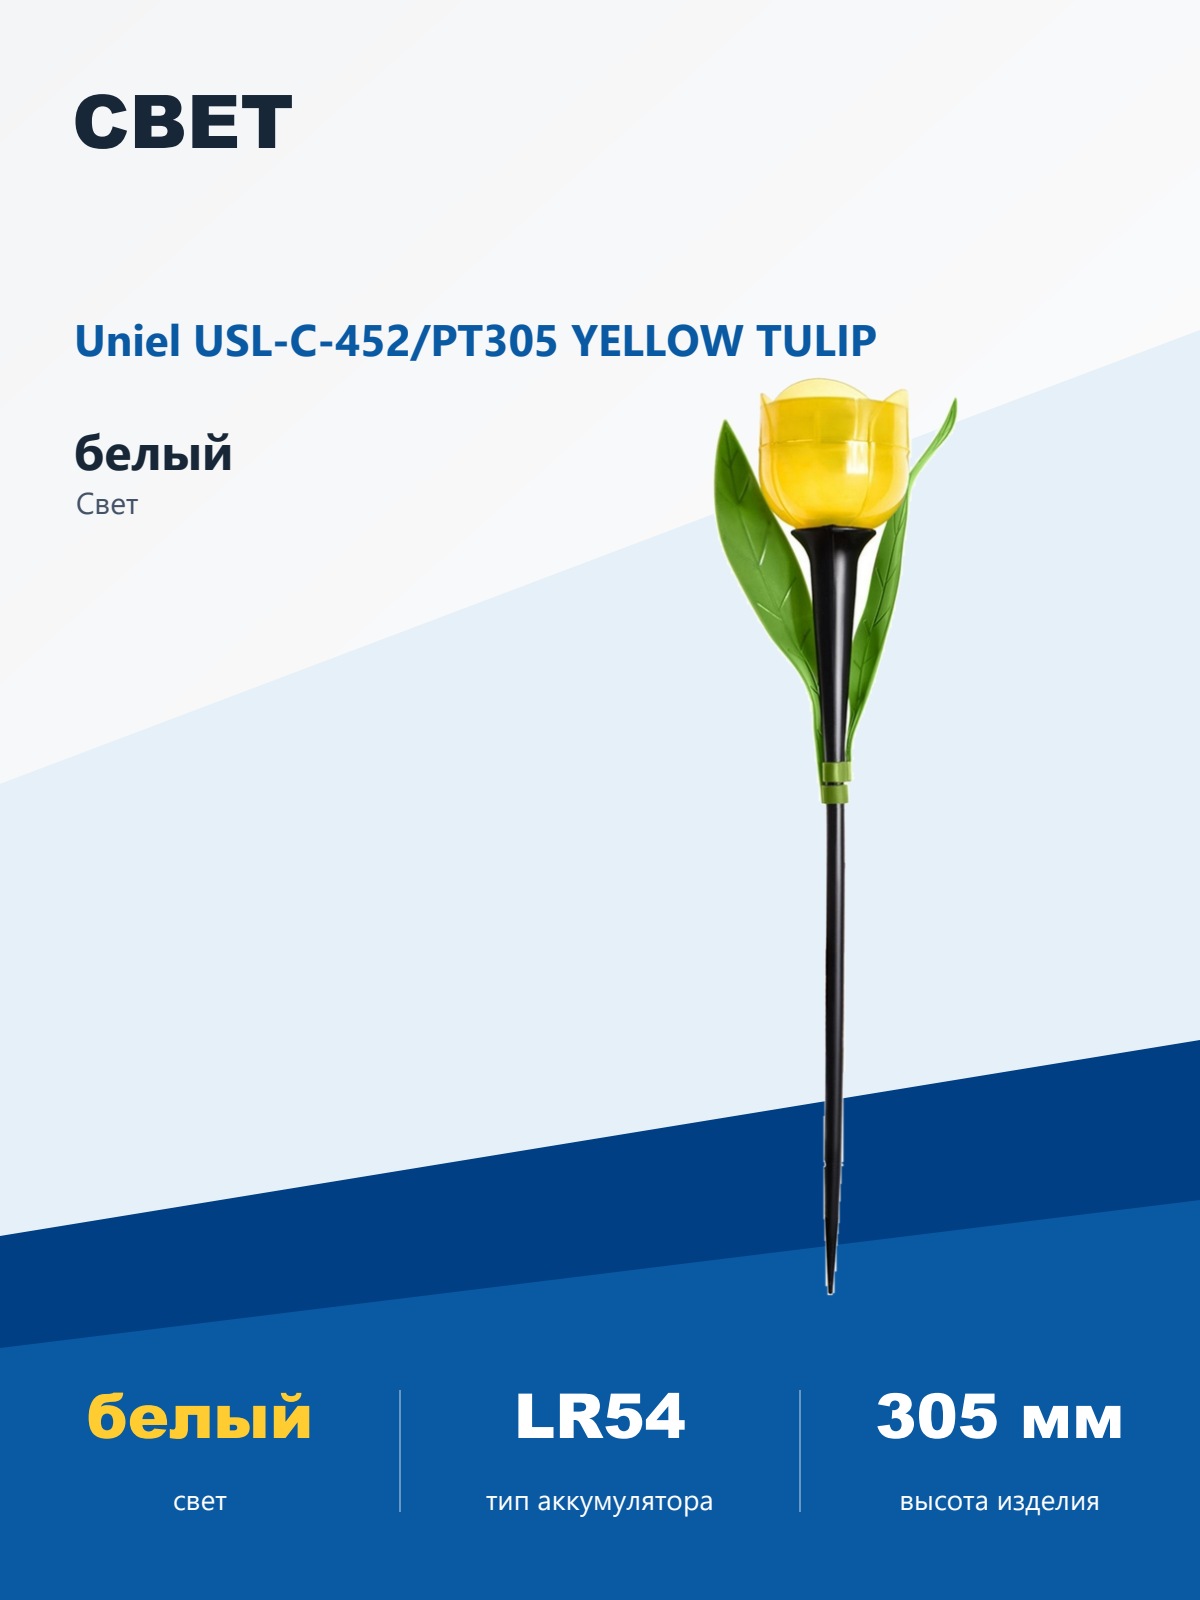 СВЕТ
Uniel USL-C-452/PT305 YELLOW TULIP
белый
Свет
белый
LR54
305 мм
свет
тип аккумулятора
высота изделия